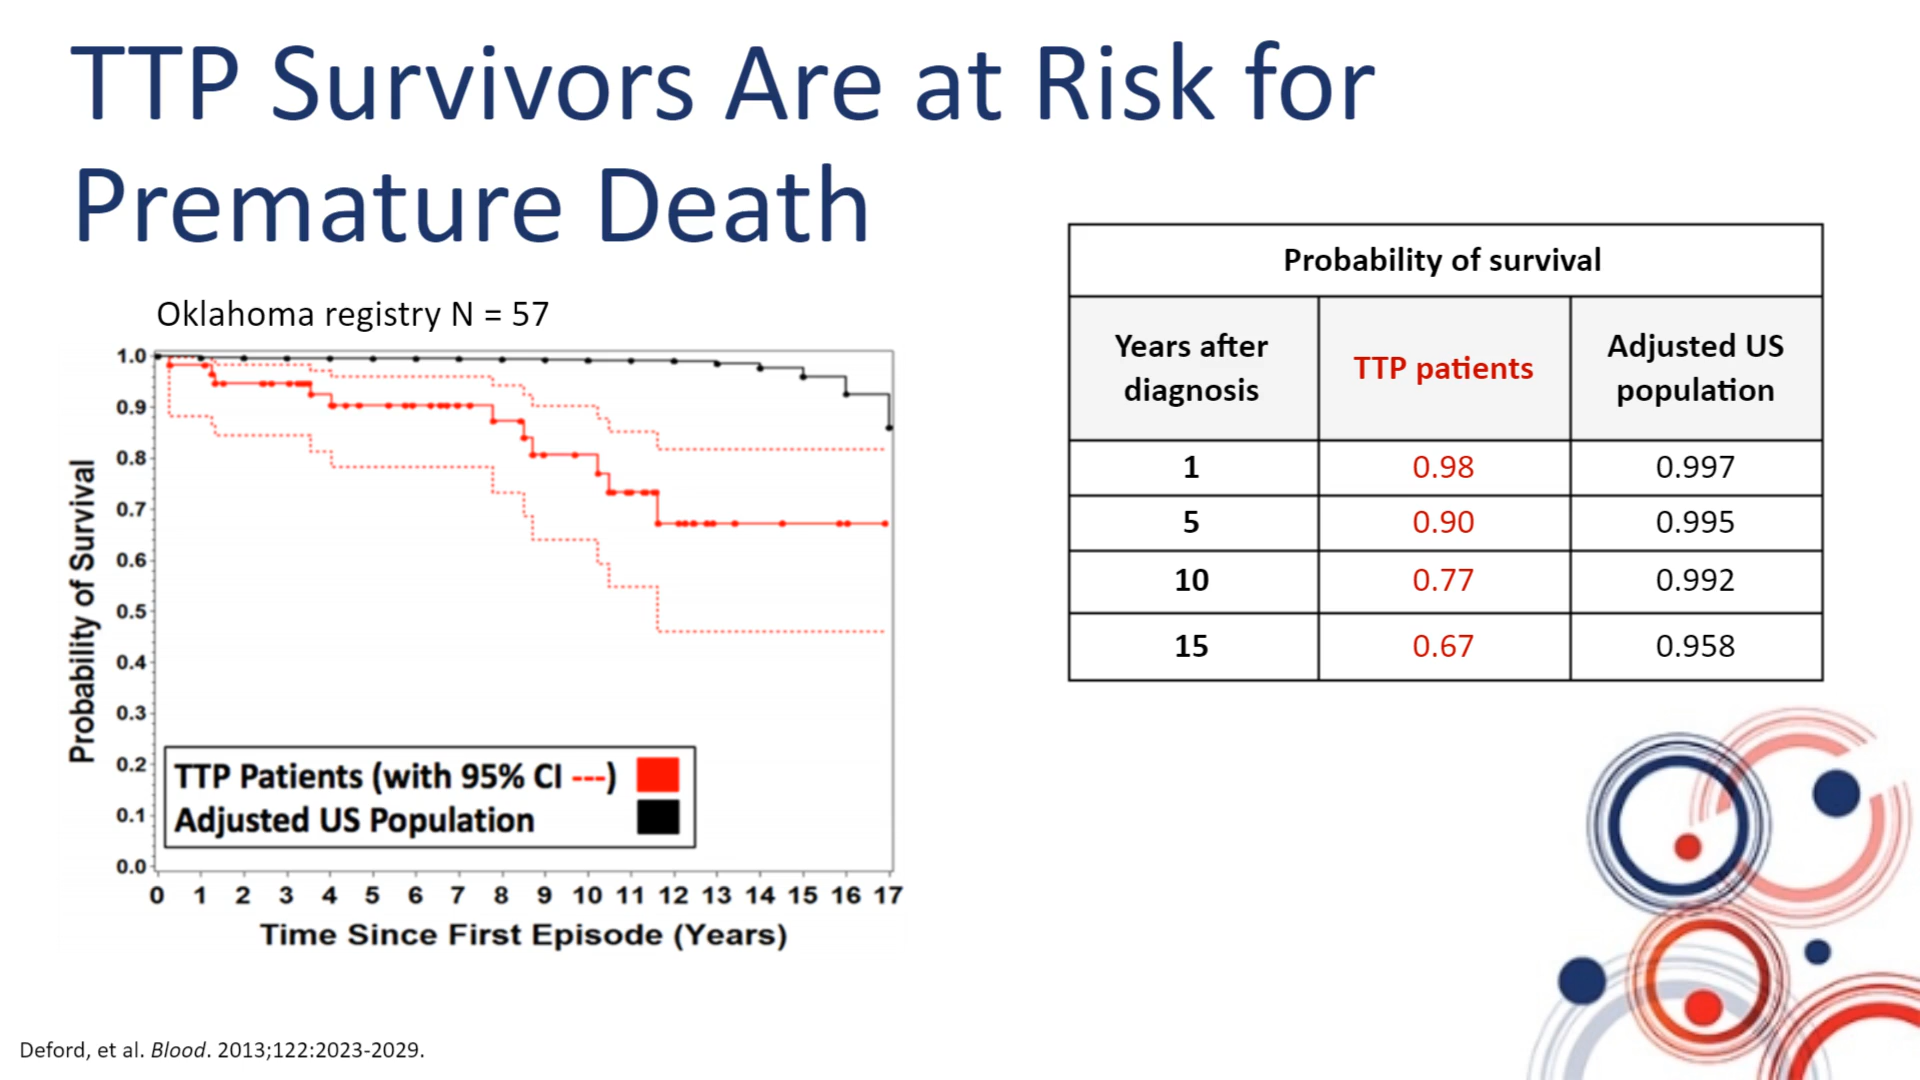 TTP Survivors Are at Risk for
Premature Death
Oklahoma registry N = 57
Probability of Survival
1.0
0.9
0.8
0.7
0.6
0.5
0.4
0.3
0.2
0.1
0.0
TTP Patients (with 95% CI ---)
Adjusted US Population
0 1 2 3 4 5 6 7 8 9 10 11 12 13 14 15 16 17
Time Since First Episode (Years)
Probability of survival
Years after diagnosis TTP patients Adjusted US population
1 0.98 0.997
5 0.90 0.995
10 0.77 0.992
15 0.67 0.958
Deford, et al. Blood. 2013;122:2023-2029.